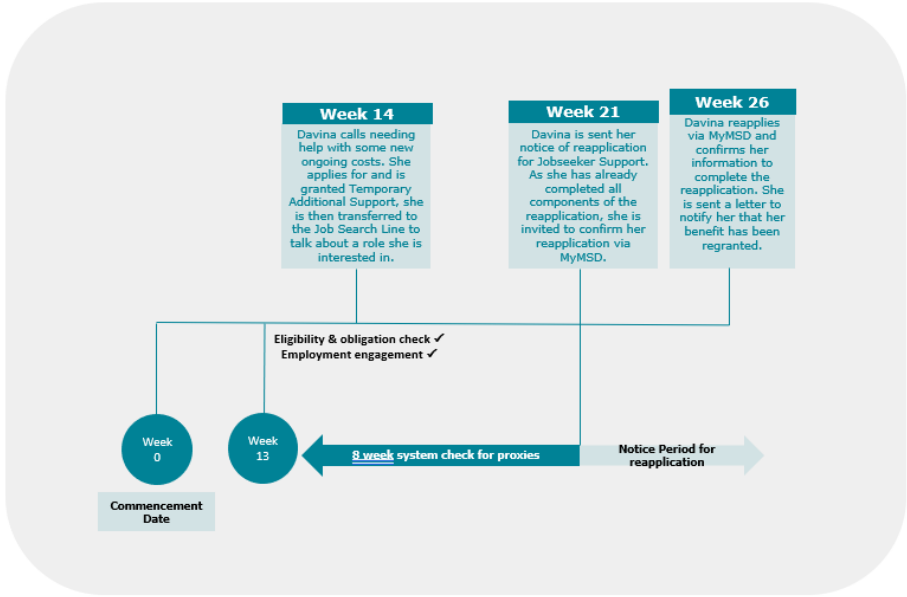 Week 14
Davina calls needing
help with some new
ongoing costs. She
applies for and is
granted Temporary
Additional Support, she
is then transferred to
the Job Search Line to
talk about a role she is
interested in.
Week 21
Davina is sent her
notice of reapplication
for Jobseeker Support.
As she has already
completed all
components of the
reapplication, she is
invited to confirm her
reapplication via
MyMSD.
Week 26
Davina reapplies
via MyMSD and
confirms her
information to
complete the
reapplication. She
is sent a letter to
notify her that her
benefit has been
regranted.
Eligibility & obligation check ✓
Employment engagement ✓
Week
0
Week
13
8 week system check for proxies
Notice Period for
reapplication
Commencement
Date